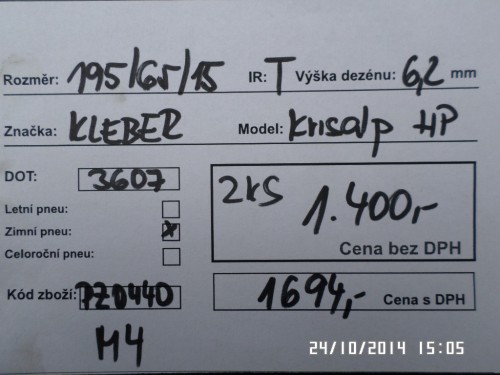 Rozměr: 195/65/15 IR: T Výška dezénu: 6,2 mm
Značka: KLEBER Model: Krisalp HP
DOT: 3607
Letní pneu:
Zimní pneu: x
Celoroční pneu:
2ks 1.400,-
Cena bez DPH
Kód zboží: PZ0440
1694,- Cena s DPH
M4
24/10/2014 15:05